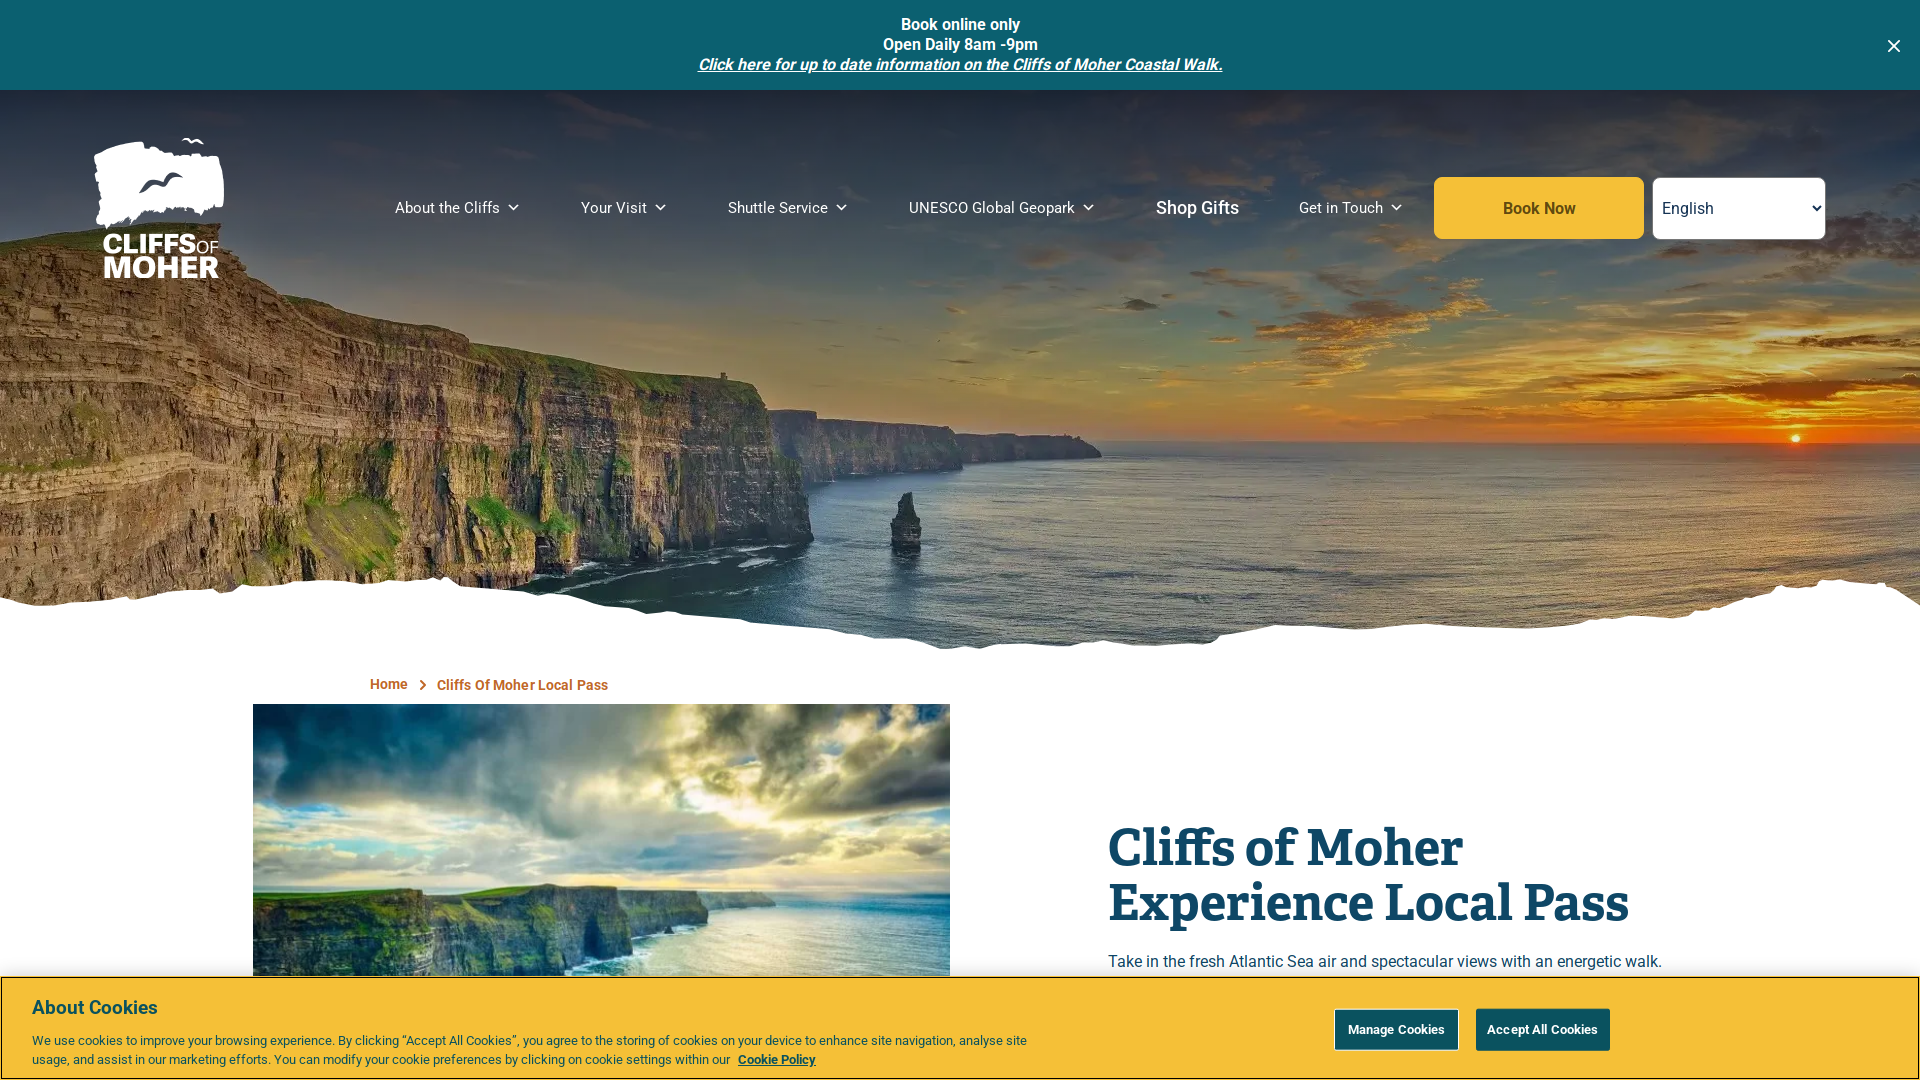 Book online only
Open Daily 8am -9pm
Click here for up to date information on the Cliffs of Moher Coastal Walk.
CLIFFS OF
MOHER
About the Cliffs
Your Visit
Shuttle Service
UNESCO Global Geopark
Shop Gifts
Get in Touch
Book Now
English
Home
Cliffs Of Moher Local Pass
Cliffs of Moher
Experience Local Pass
Take in the fresh Atlantic Sea air and spectacular views with an energetic walk.
About Cookies
We use cookies to improve your browsing experience. By clicking “Accept All Cookies”, you agree to the storing of cookies on your device to enhance site navigation, analyse site
usage, and assist in our marketing efforts. You can modify your cookie preferences by clicking on cookie settings within our Cookie Policy
Manage Cookies
Accept All Cookies